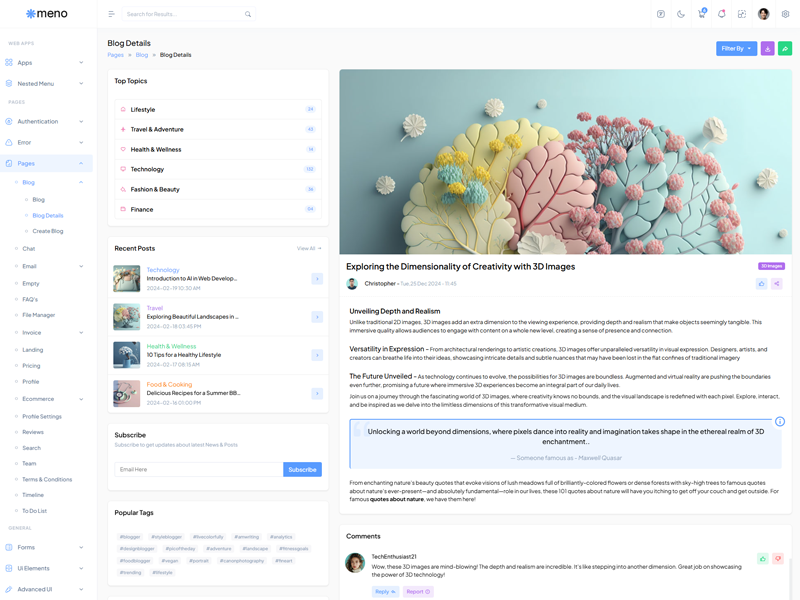 meno
Search for Results...
WEB APPS
Apps
Nested Menu
PAGES
Authentication
Error
Pages
Blog
Blog
Blog Details
Create Blog
Chat
Email
Empty
FAQ's
File Manager
Invoice
Landing
Pricing
Profile
Ecommerce
Profile Settings
Reviews
Search
Team
Terms & Conditions
Timeline
To Do List
GENERAL
Forms
Ui Elements
Advanced UI
Blog Details
Pages > Blog > Blog Details
Filter By
Top Topics
Lifestyle
Travel & Adventure
Health & Wellness
Technology
Fashion & Beauty
Finance
Recent Posts
View All
Technology
Introduction to AI in Web Develop...
2024-02-19 10:30 AM
Travel
Exploring Beautiful Landscapes in ...
2024-02-18 03:45 PM
Health & Wellness
10 Tips for a Healthy Lifestyle
2024-02-17 08:15 AM
Food & Cooking
Delicious Recipes for a Summer BB...
2024-02-16 01:00 PM
Subscribe
Subscribe to get updates about latest News & Posts.
Email Here
Subscribe
Popular Tags
#blogger #styleblogger #livecolorfully #amwriting #analytics
#designblogger #picoftheday #adventure #landscape #fitnessgoals
#foodblogger #vegan #portrait #uxronphotography #fineart
#trending #lifestyle
Exploring the Dimensionality of Creativity with 3D Images
3D Images
Christopher - Tue,25 Dec 2024 - 11:45
Unveiling Depth and Realism
Unlike traditional 2D images, 3D images add an extra dimension to the viewing experience, providing depth and realism that make objects seemingly tangible. This
immersive quality allows audiences to engage with content on a whole new level, creating a sense of presence and connection.
Versatility in Expression – From architectural renderings to artistic creations, 3D images offer unparalleled versatility in visual expression. Designers, artists, and
creators can breathe life into their ideas, showcasing intricate details and subtle nuances that may have been lost in the flat confines of traditional imagery
The Future Unveiled – As technology continues to evolve, the possibilities for 3D images are boundless. Augmented and virtual reality are pushing the boundaries
even further, promising a future where immersive 3D experiences become an integral part of our daily lives.
Join us on a journey through the fascinating world of 3D images, where creativity knows no bounds, and the visual landscape is redefined with each pixel. Explore, interact,
and be inspired as we delve into the limitless dimensions of this transformative visual medium.
Unlocking a world beyond dimensions, where pixels dance into reality and imagination takes shape in the ethereal realm of 3D
enchantment..
— Someone famous as - Maxwell Quasar
From enchanting nature's beauty quotes that evoke visions of lush meadows full of brilliantly-colored flowers or dense forests with sky-high trees to famous quotes
about nature's ever-present—and absolutely fundamental—role in our lives, these 101 quotes about nature will have you itching to get off your couch and get outside. For
famous quotes about nature, we have them here!
Comments
TechEnthusiast21
Wow, these 3D images are mind-blowing! The depth and realism are incredible. It's like stepping into another dimension. Great job on showcasing
the power of 3D technology!
Reply
Report